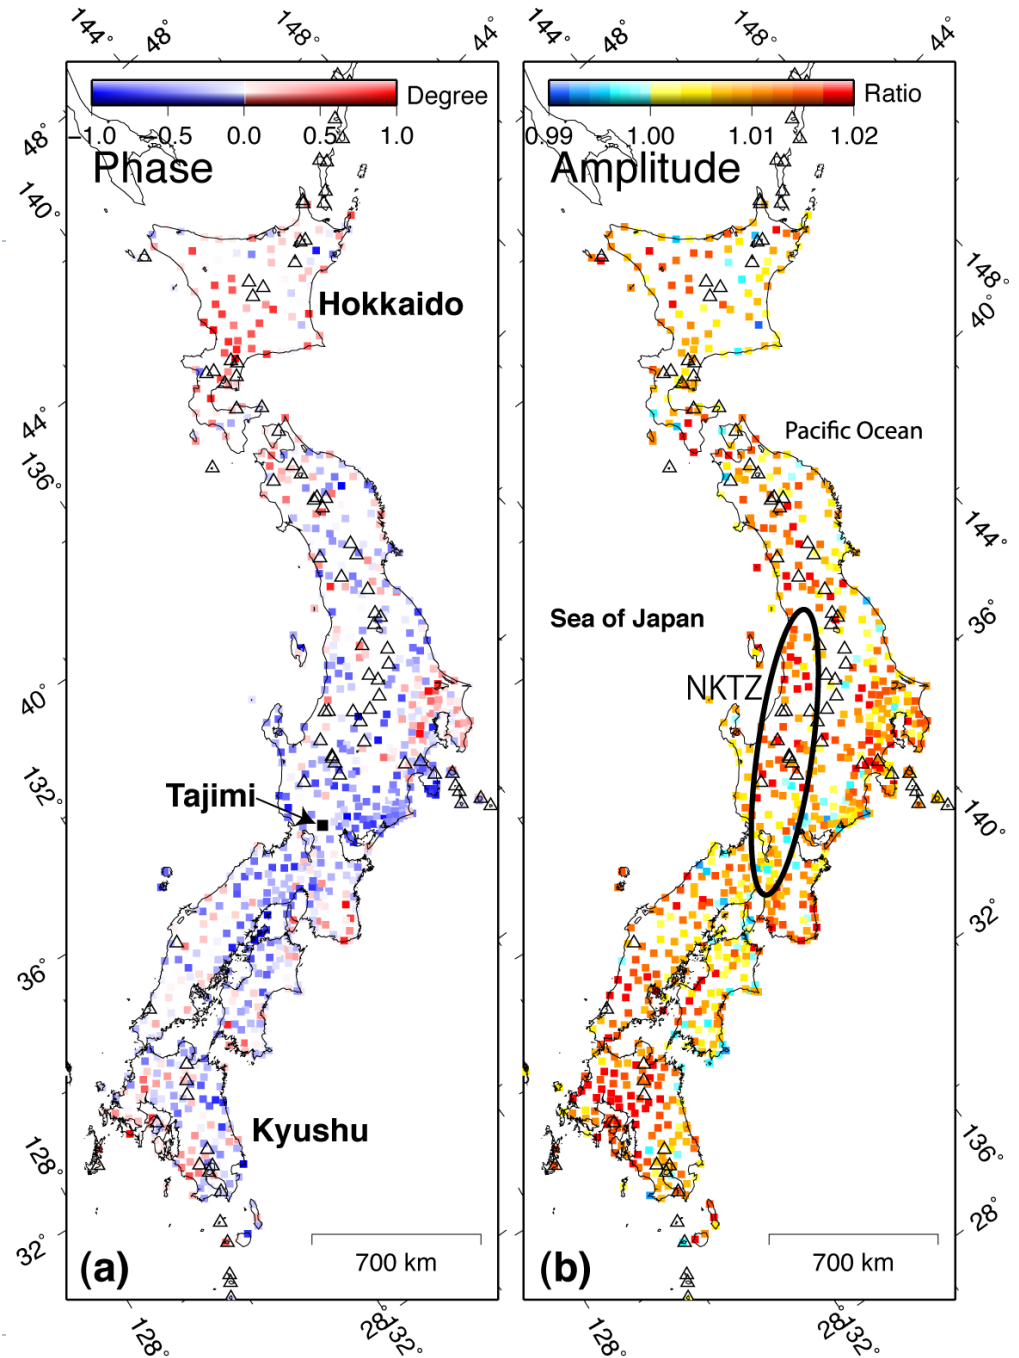 144° 48° 148° 44°
148° 44°
Degree
-1.0 -0.5 0.0 0.5 1.0
Phase
48°
140°
44°
136°
40°
132°
36°
128°
32°
Hokkaido
Tajimi
Kyushu
(a)
700 km
128° 28° 132°
Ratio
0.99 1.00 1.01 1.02
Amplitude
Pacific Ocean
Sea of Japan
NKTZ
(b)
700 km
148°
40°
144°
36°
140°
32°
136°
28°
128° 28° 132°